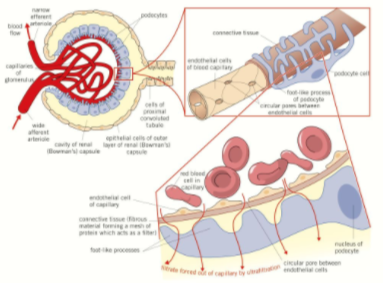 narrow
afferent
arteriole
blood
flow
podocytes
capillaries
of
glomerulus
wide
afferent
arteriole
cavity of renal
(Bowman's) capsule
epithelial cells of outer
layer of renal (Bowman's)
capsule
cells of
proximal
convoluted
tubule
connective tissue
endothelial cells
of blood capillary
podocyte cell
foot-like process
of podocyte
circular pores between
endothelial cells
red blood
cell in
capillary
endothelial cell
of capillary
connective tissue (fibrous
material forming a mesh of
protein which acts as a filter)
foot-like processes
filtrate forced out of capillary by ultrafiltration
circular pore between
endothelial cells
nucleus of
podocyte